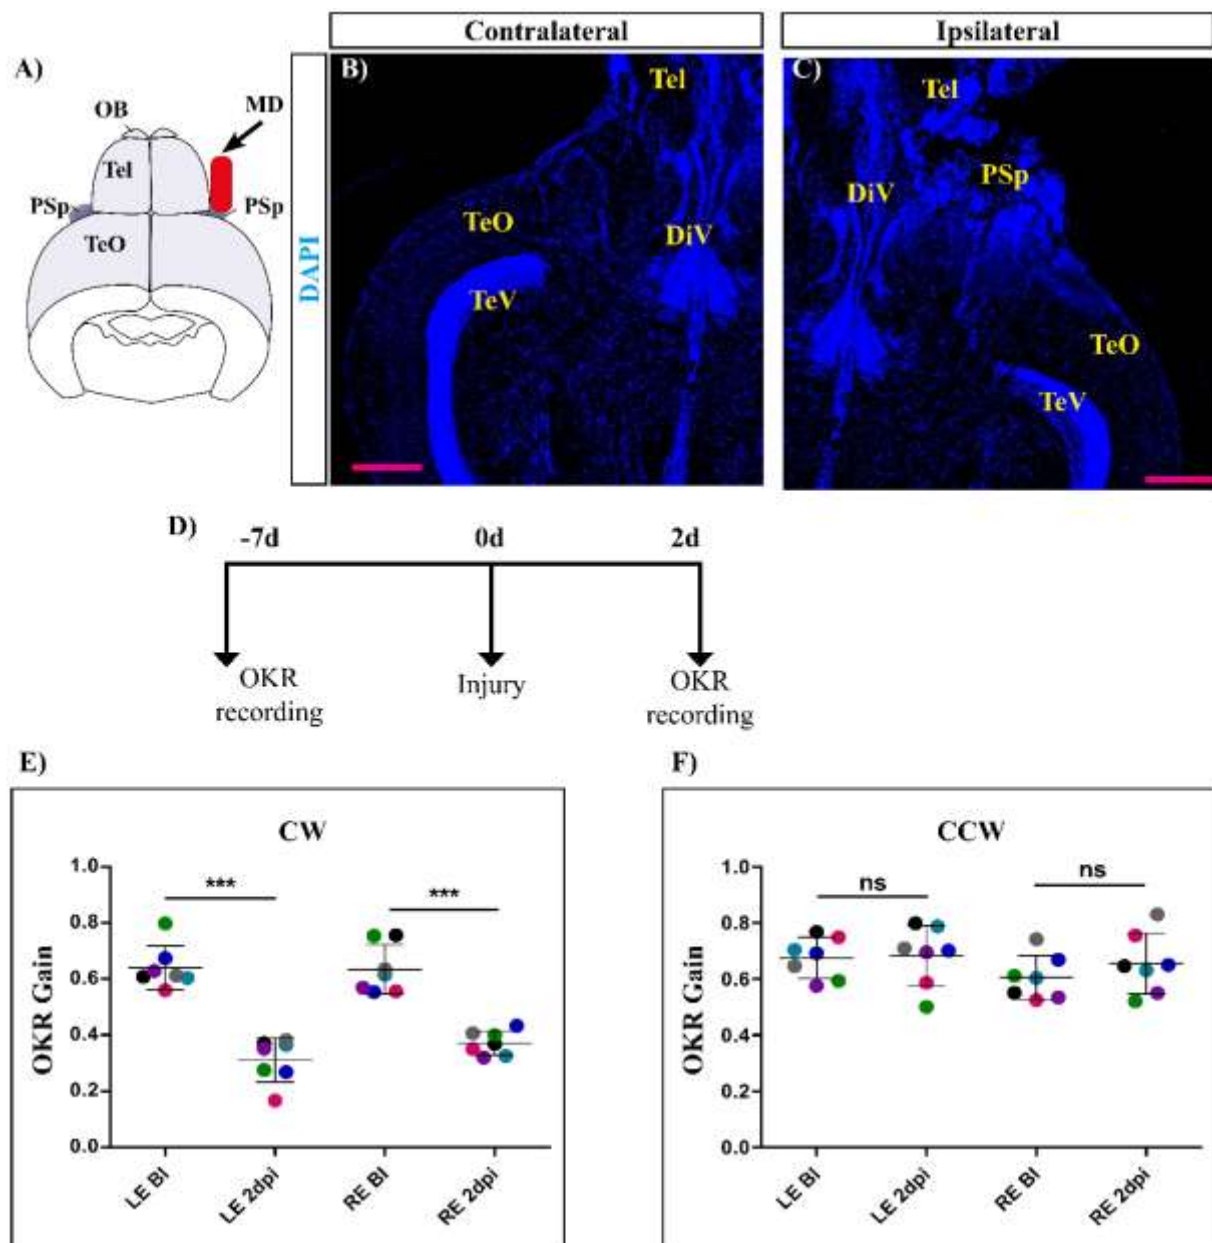 Contralateral
Ipsilateral
A)
OB
MD
Tel
PSp
PSp
TeO
DAPI
B)
Tel
TeO
DiV
TeV
C)
Tel
PSp
DiV
TeO
TeV
D)
-7d
0d
2d
OKR
recording
Injury
OKR
recording
E)
CW
***
***
OKR Gain
1.0
0.8
0.6
0.4
0.2
0.0
LE BI
LE 2dpi
RE BI
RE 2dpi
F)
CCW
ns
ns
OKR Gain
1.0
0.8
0.6
0.4
0.2
0.0
LE BI
LE 2dpi
RE BI
RE 2dpi